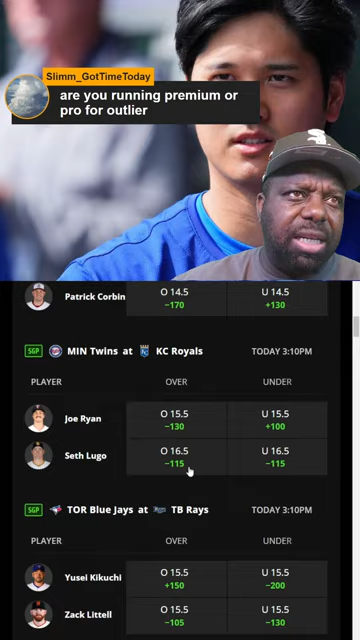 Slimm_GotTimeToday
are you running premium or
pro for outlier
Patrick Corbin O 14.5 U 14.5
−170 +130
SGP MIN Twins at KC Royals TODAY 3:10PM
PLAYER OVER UNDER
Joe Ryan O 15.5 U 15.5
−130 +100
Seth Lugo O 16.5 U 16.5
−115 −115
SGP TOR Blue Jays at TB Rays TODAY 3:10PM
PLAYER OVER UNDER
Yusei Kikuchi O 15.5 U 15.5
+150 −200
Zack Littell O 15.5 U 15.5
−105 −130